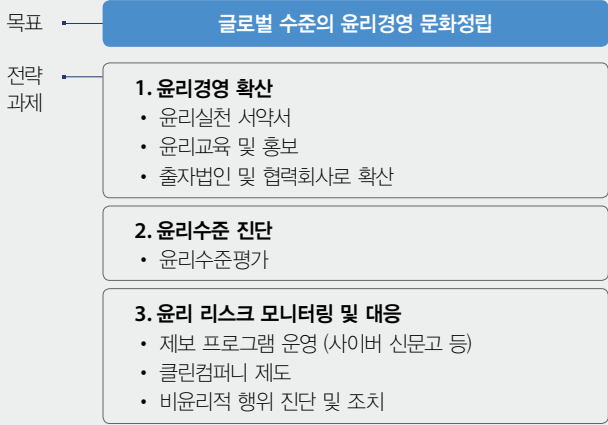 목표
글로벌 수준의 윤리경영 문화정립
전략
과제
1. 윤리경영 확산
• 윤리실천 서약서
• 윤리교육 및 홍보
• 출자법인 및 협력회사로 확산
2. 윤리수준 진단
• 윤리수준평가
3. 윤리 리스크 모니터링 및 대응
• 제보 프로그램 운영 (사이버 신문고 등)
• 클린컴퍼니 제도
• 비윤리적 행위 진단 및 조치